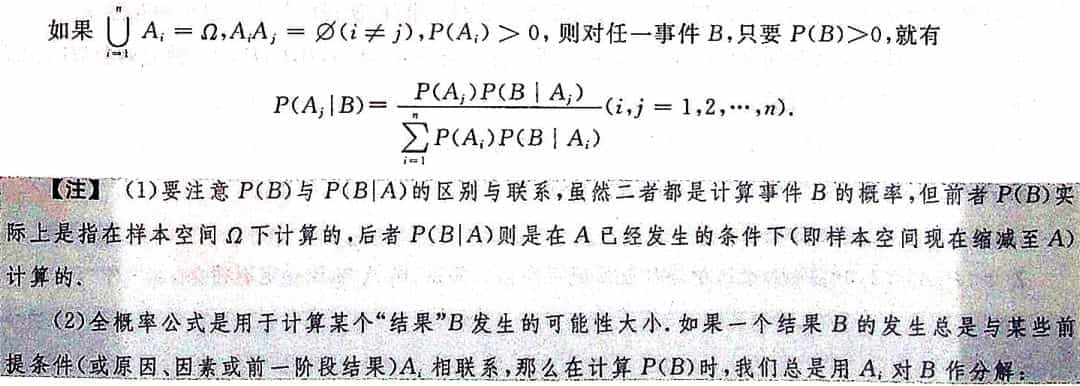 如果 ⋃_{i=1}^{n} A_i = Ω, A_iA_j = ∅(i ≠ j), P(A_i) > 0, 则对任一事件 B,只要 P(B)>0,就有
P(A_j|B) = \frac{P(A_j)P(B | A_j)}{\sum_{i=1}^{n} P(A_i)P(B | A_i)} (i,j = 1,2,⋯,n).
【注】 (1)要注意 P(B)与 P(B|A)的区别与联系,虽然二者都是计算事件 B 的概率,但前者 P(B)实
际上是指在样本空间 Ω 下计算的,后者 P(B|A)则是在 A 已经发生的条件下(即样本空间现在缩减至 A)
计算的.
(2)全概率公式是用于计算某个“结果”B 发生的可能性大小.如果一个结果 B 的发生总是与某些前
提条件(或原因、因素或前一阶段结果)A_i 相联系,那么在计算 P(B)时,我们总是用 A_i 对 B 作分解: